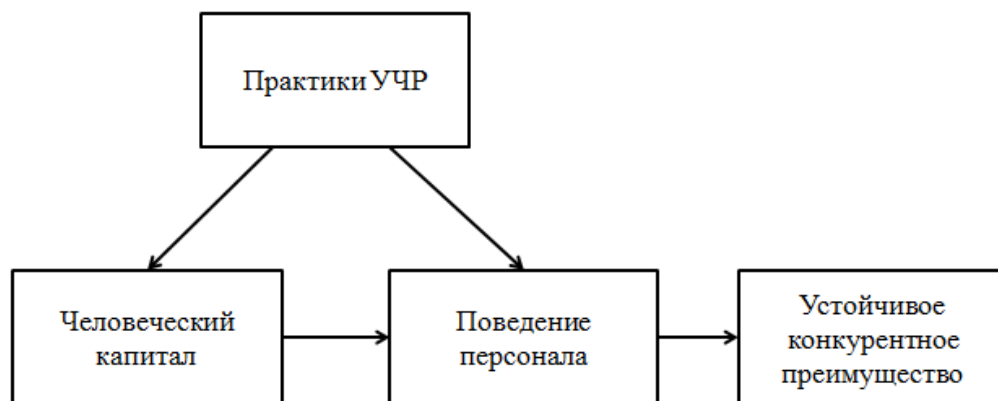 Практики УЧР
Человеческий
капитал
Поведение
персонала
Устойчивое
конкурентное
преимущество